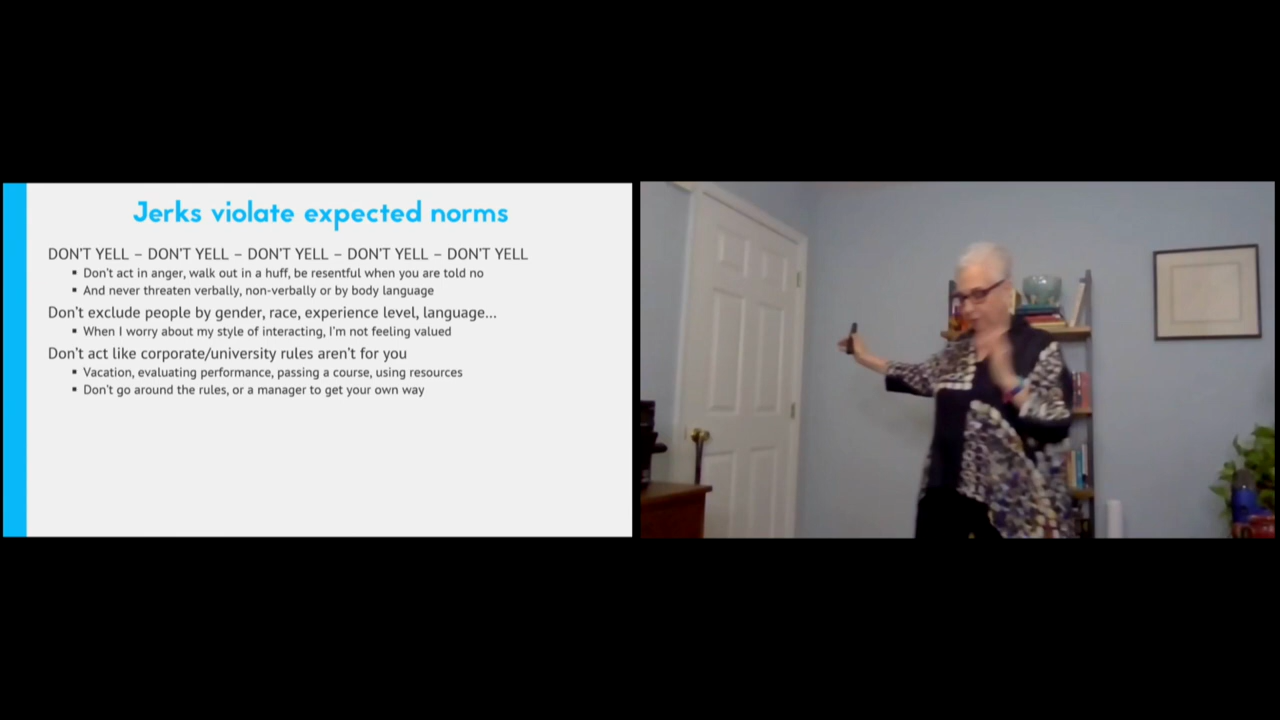 Jerks violate expected norms
DON'T YELL – DON'T YELL – DON'T YELL – DON'T YELL – DON'T YELL
▪ Don't act in anger, walk out in a huff, be resentful when you are told no
▪ And never threaten verbally, non-verbally or by body language
Don't exclude people by gender, race, experience level, language...
▪ When I worry about my style of interacting, I'm not feeling valued
Don't act like corporate/university rules aren't for you
▪ Vacation, evaluating performance, passing a course, using resources
▪ Don't go around the rules, or a manager to get your own way